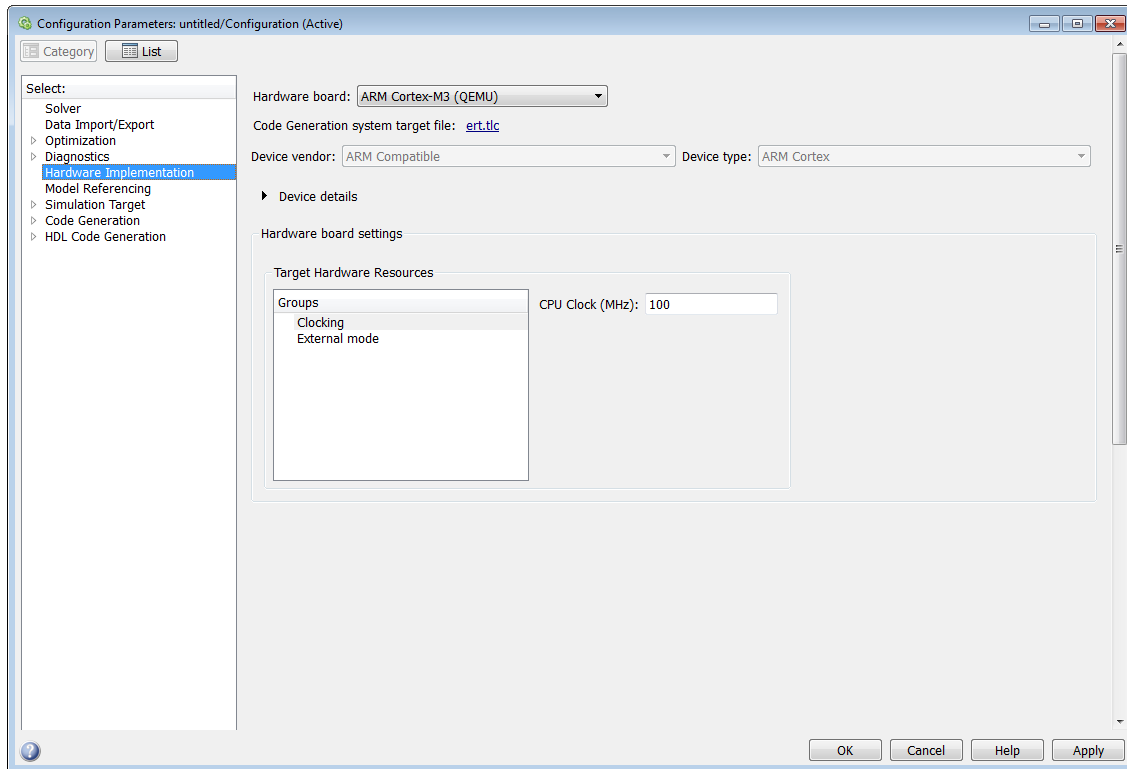 Configuration Parameters: untitled/Configuration (Active)
Category List
Select:
Solver
Data Import/Export
Optimization
Diagnostics
Hardware Implementation
Model Referencing
Simulation Target
Code Generation
HDL Code Generation
Hardware board: ARM Cortex-M3 (QEMU)
Code Generation system target file: ert.tlc
Device vendor: ARM Compatible Device type: ARM Cortex
Device details
Hardware board settings
Target Hardware Resources
Groups
Clocking
External mode
CPU Clock (MHz): 100
OK Cancel Help Apply